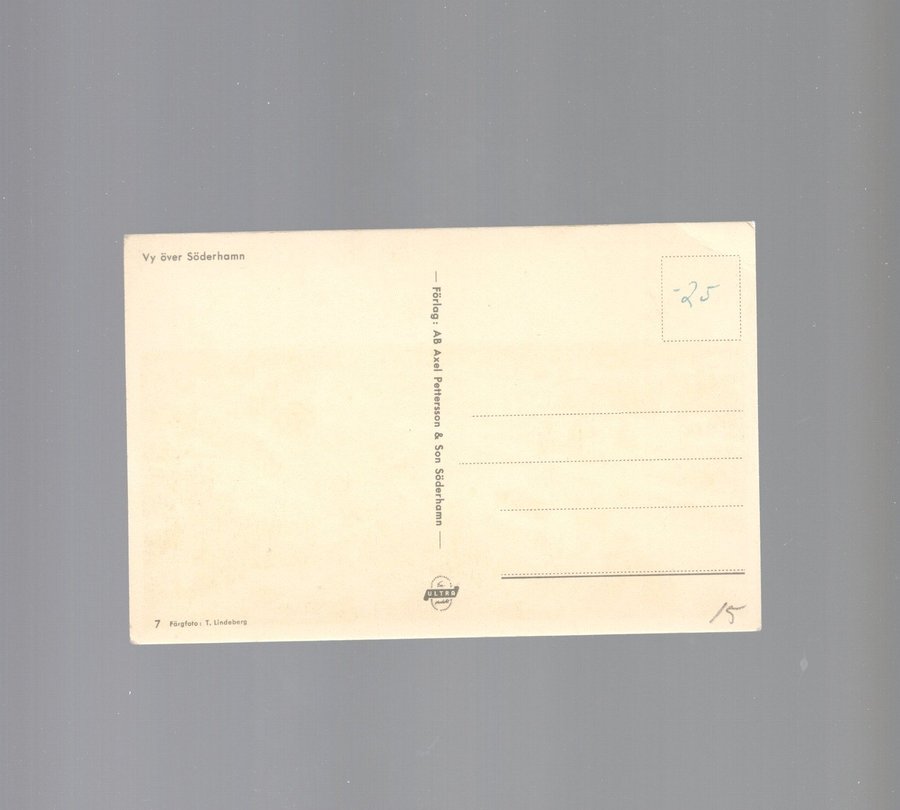 Vy över Söderhamn
-25
— Förlag: AB Axel Pettersson & Son Söderhamn —
ULTRA
7 Färgfoto: T. Lindeberg
15